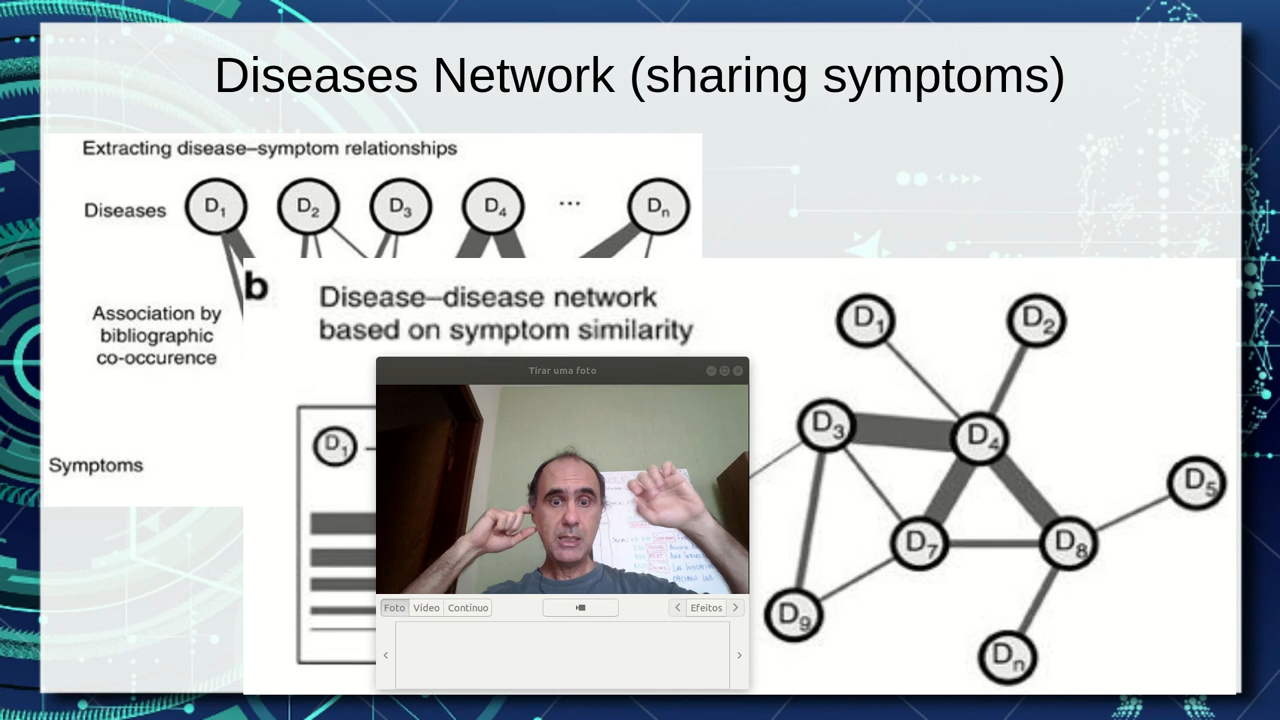 Diseases Network (sharing symptoms)
Extracting disease–symptom relationships
Diseases
D1
D2
D3
D4
...
Dn
Association by
bibliographic
co-occurence
Symptoms
b
Disease–disease network
based on symptom similarity
D1
D1
D2
D3
D4
D5
D7
D8
D9
Dn
Tirar uma foto
Foto
Vídeo
Contínuo
Efeitos